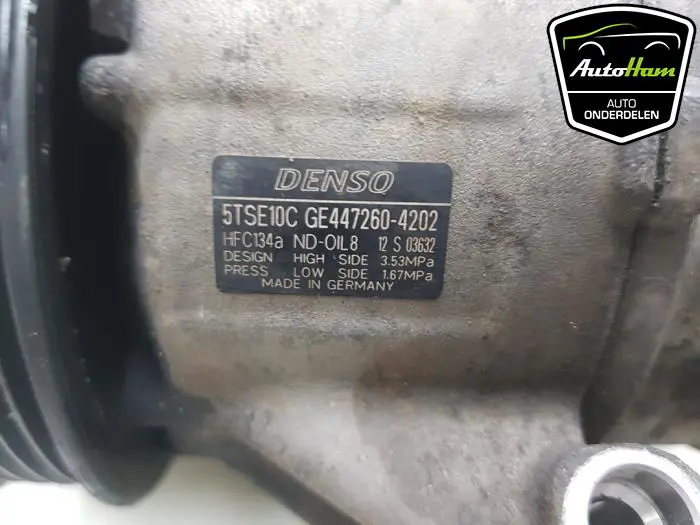 AutoHam
AUTO
ONDERDELEN
DENSO
5TSE10C GE447260-4202
HFC134a ND-OIL8 12 S 03632
DESIGN HIGH SIDE 3.53MPa
PRESS LOW SIDE 1.67MPa
MADE IN GERMANY